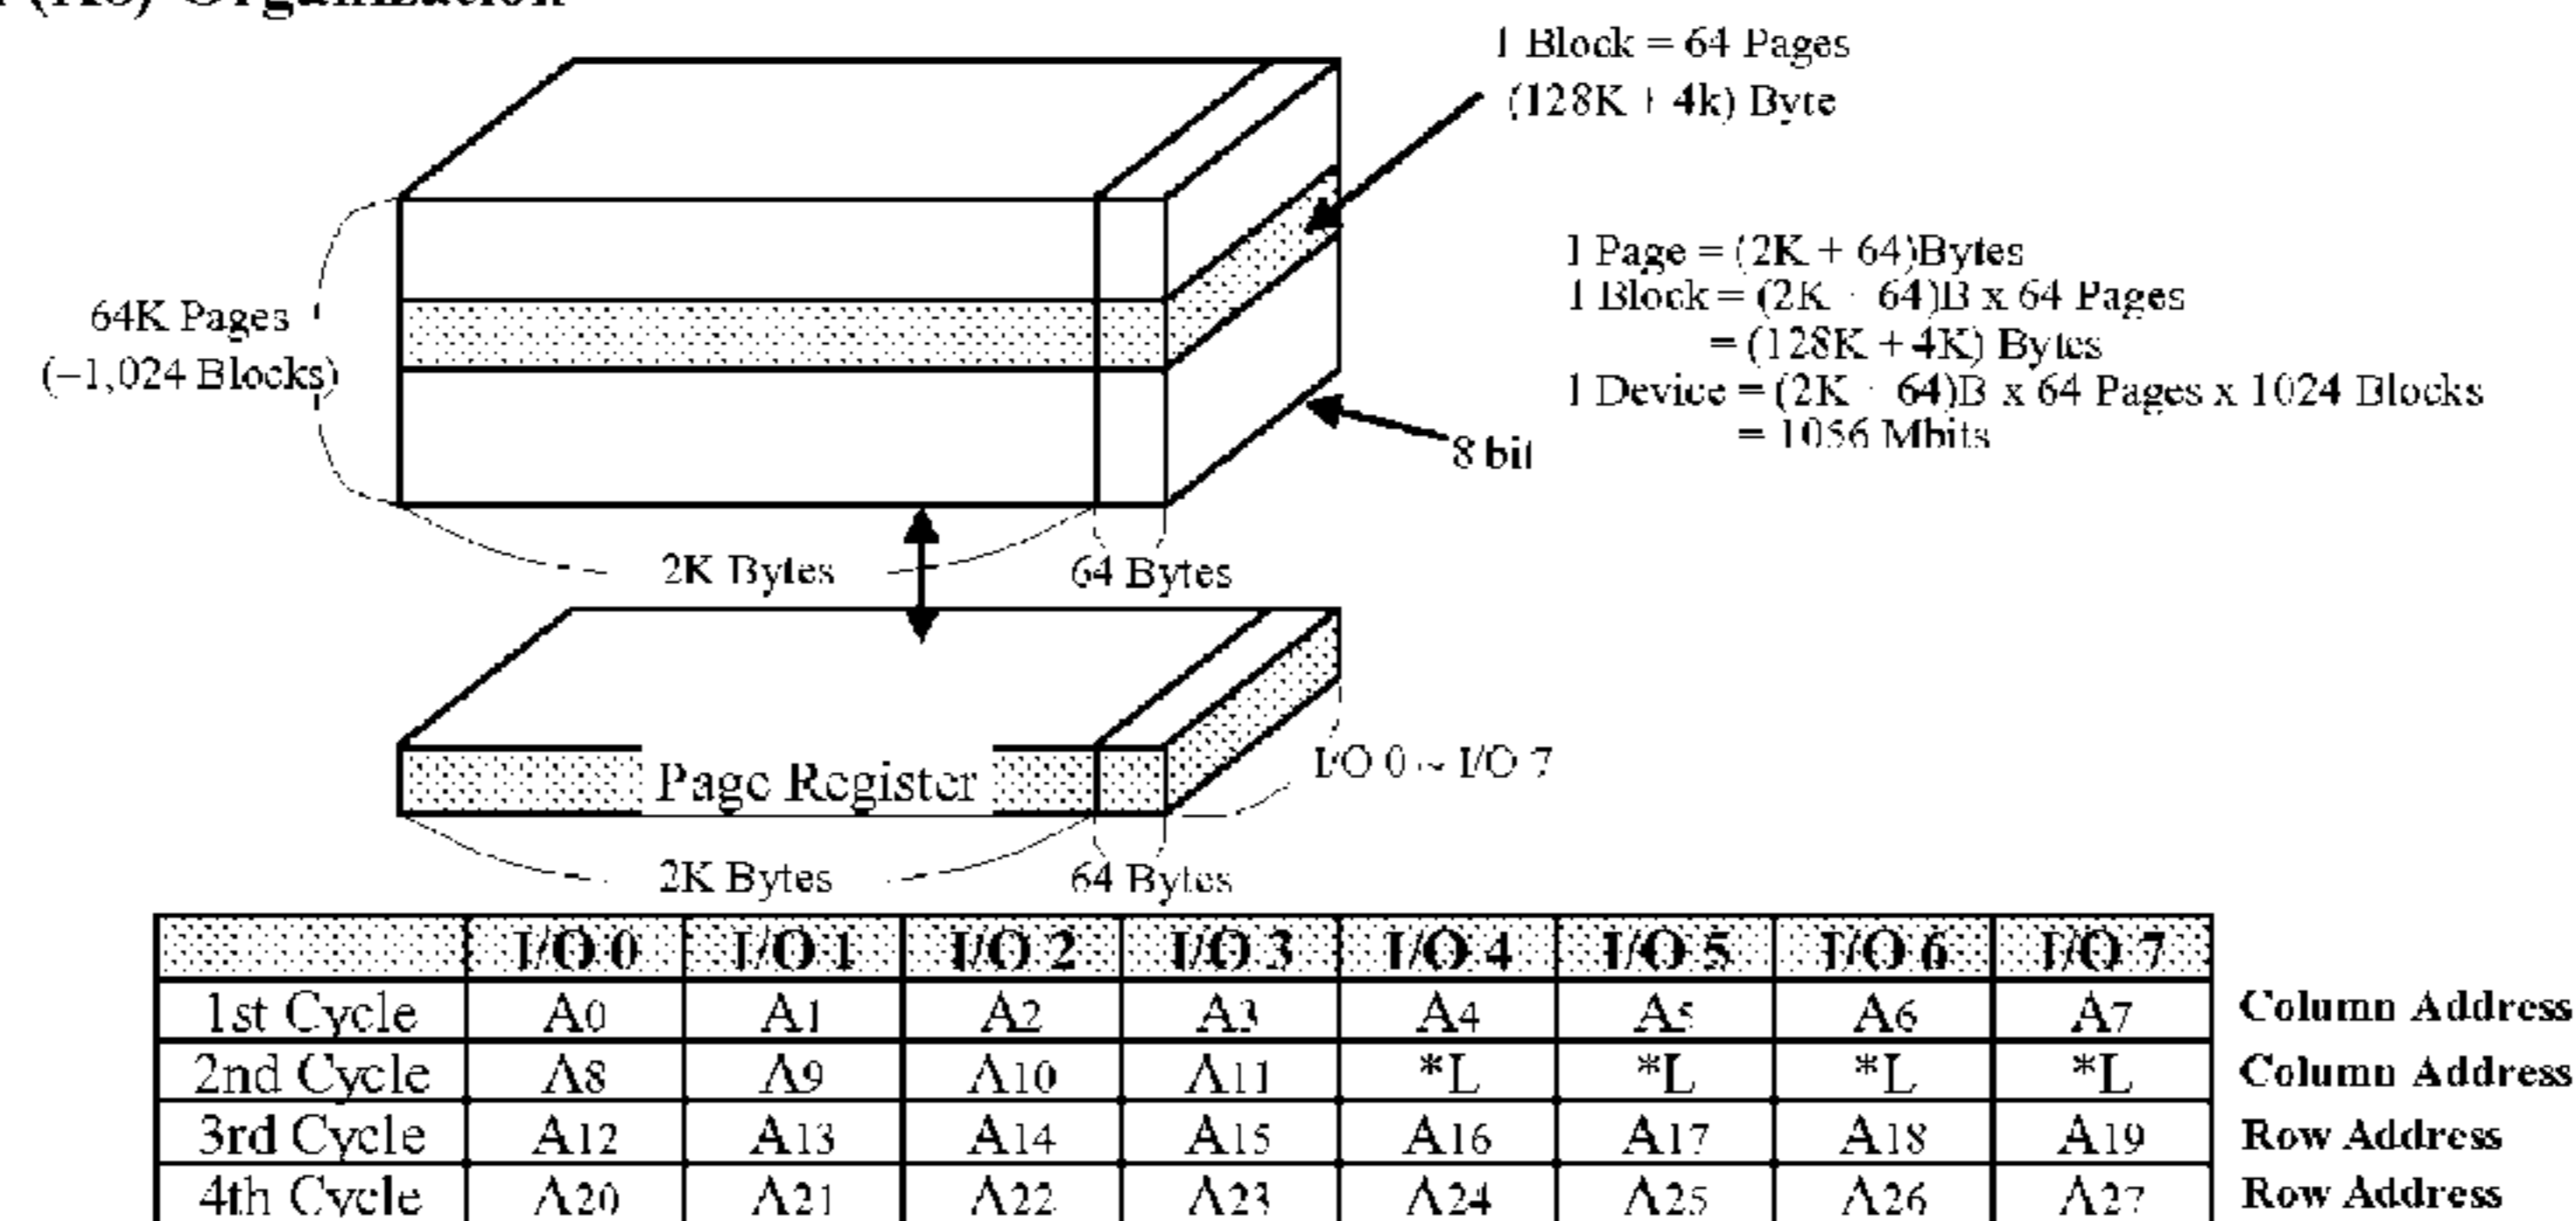 (X8) Organization
1 Block = 64 Pages
(128K + 4k) Byte
64K Pages
(=1,024 Blocks)
1 Page = (2K + 64)Bytes
1 Block = (2K + 64)B x 64 Pages
= (128K + 4K) Bytes
1 Device = (2K + 64)B x 64 Pages x 1024 Blocks
= 1056 Mbits
8 bit
2K Bytes 64 Bytes
Page Register
I/O 0 ~ I/O 7
2K Bytes 64 Bytes
I/O 0 I/O 1 I/O 2 I/O 3 I/O 4 I/O 5 I/O 6 I/O 7
1st Cycle A0 A1 A2 A3 A4 A5 A6 A7 Column Address
2nd Cycle A8 A9 A10 A11 *L *L *L *L Column Address
3rd Cycle A12 A13 A14 A15 A16 A17 A18 A19 Row Address
4th Cycle A20 A21 A22 A23 A24 A25 A26 A27 Row Address